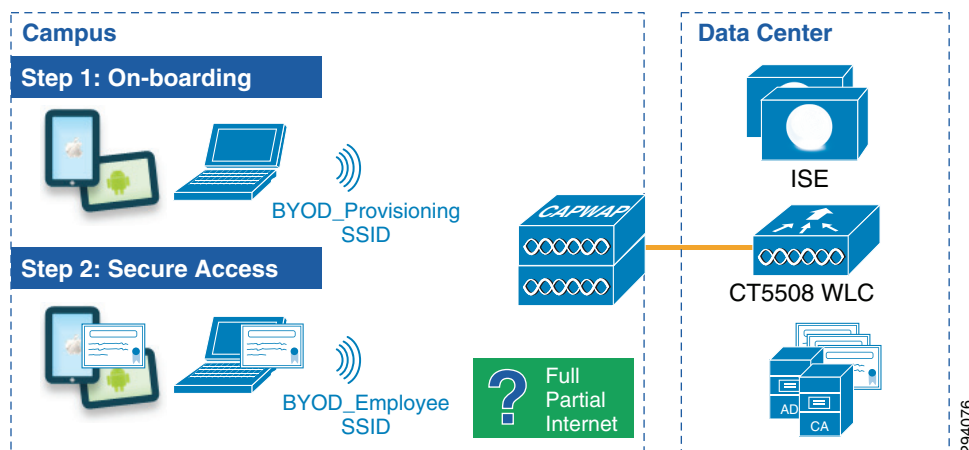 Campus
Data Center
Step 1: On-boarding
BYOD_Provisioning
SSID
ISE
CAPWAP
Step 2: Secure Access
CT5508 WLC
BYOD_Employee
SSID
?
Full
Partial
Internet
AD
CA
294076